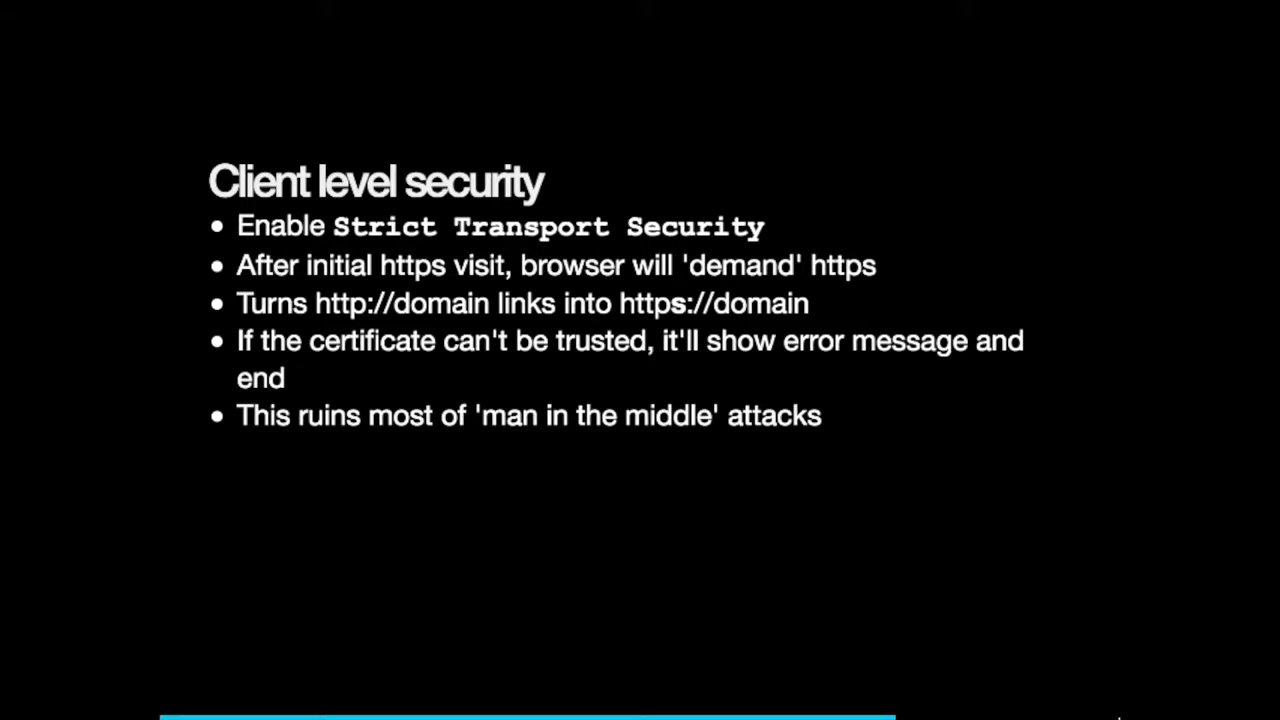 Client level security
• Enable Strict Transport Security
• After initial https visit, browser will 'demand' https
• Turns http://domain links into https://domain
• If the certificate can't be trusted, it'll show error message and
end
• This ruins most of 'man in the middle' attacks